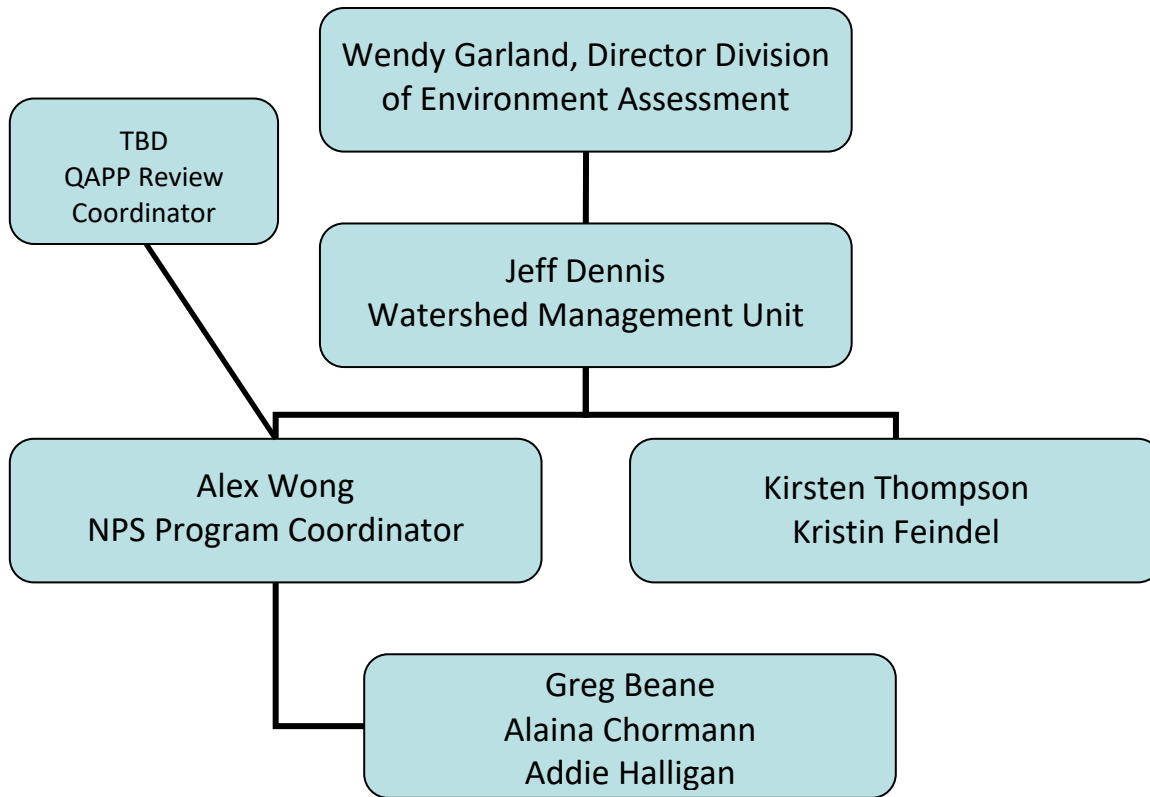 Wendy Garland, Director Division
of Environment Assessment
TBD
QAPP Review
Coordinator
Jeff Dennis
Watershed Management Unit
Alex Wong
NPS Program Coordinator
Kirsten Thompson
Kristin Feindel
Greg Beane
Alaina Chormann
Addie Halligan